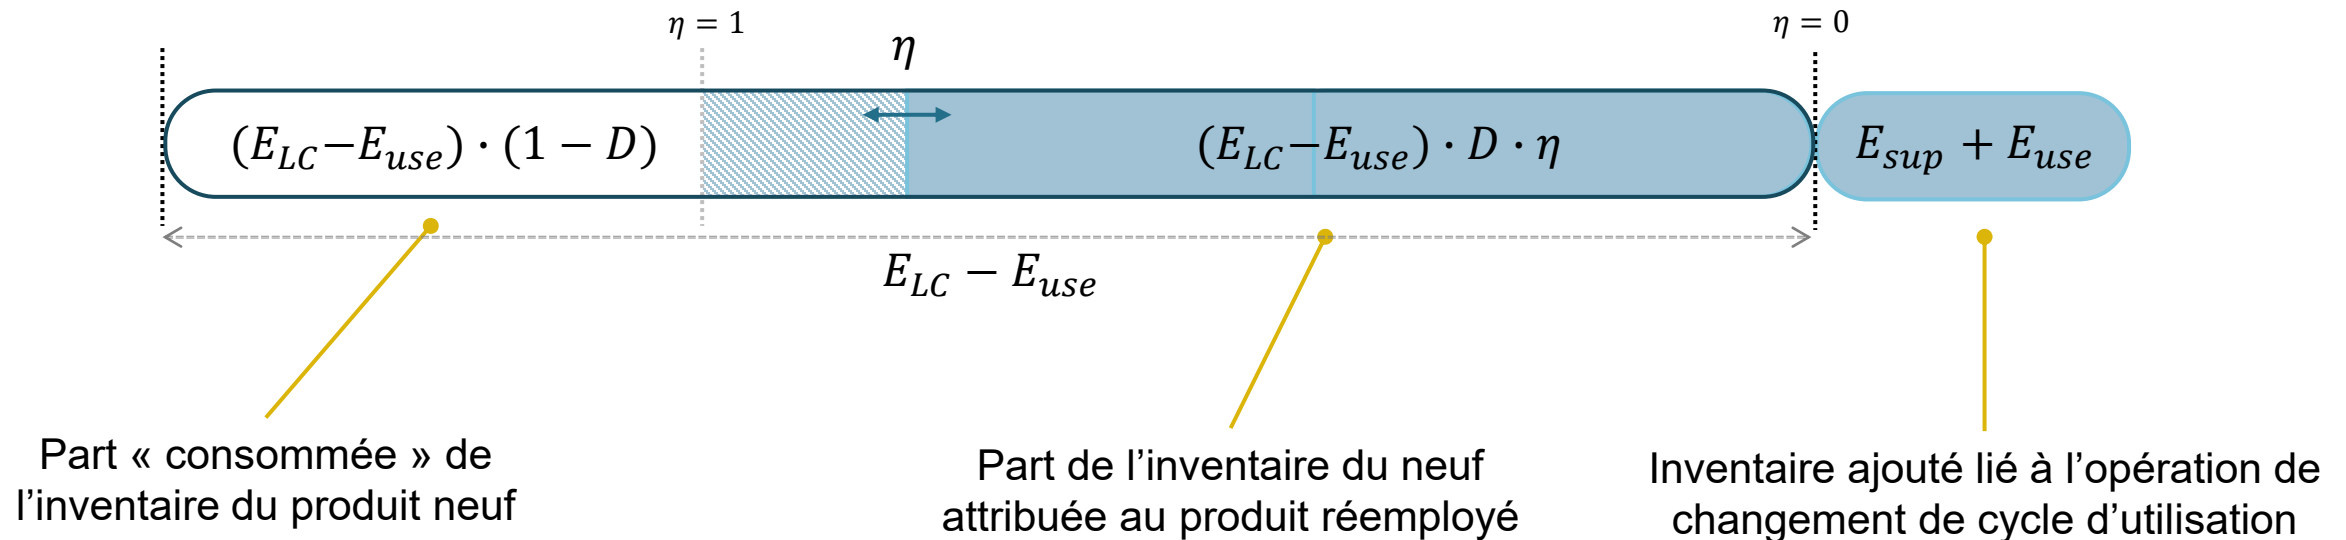 η = 1
η = 0
η
(E_LC−E_use) · (1 − D)
(E_LC−E_use) · D · η
E_sup + E_use
E_LC − E_use
Part « consommée » de
l’inventaire du produit neuf
Part de l’inventaire du neuf
attribuée au produit réemployé
Inventaire ajouté lié à l’opération de
changement de cycle d’utilisation